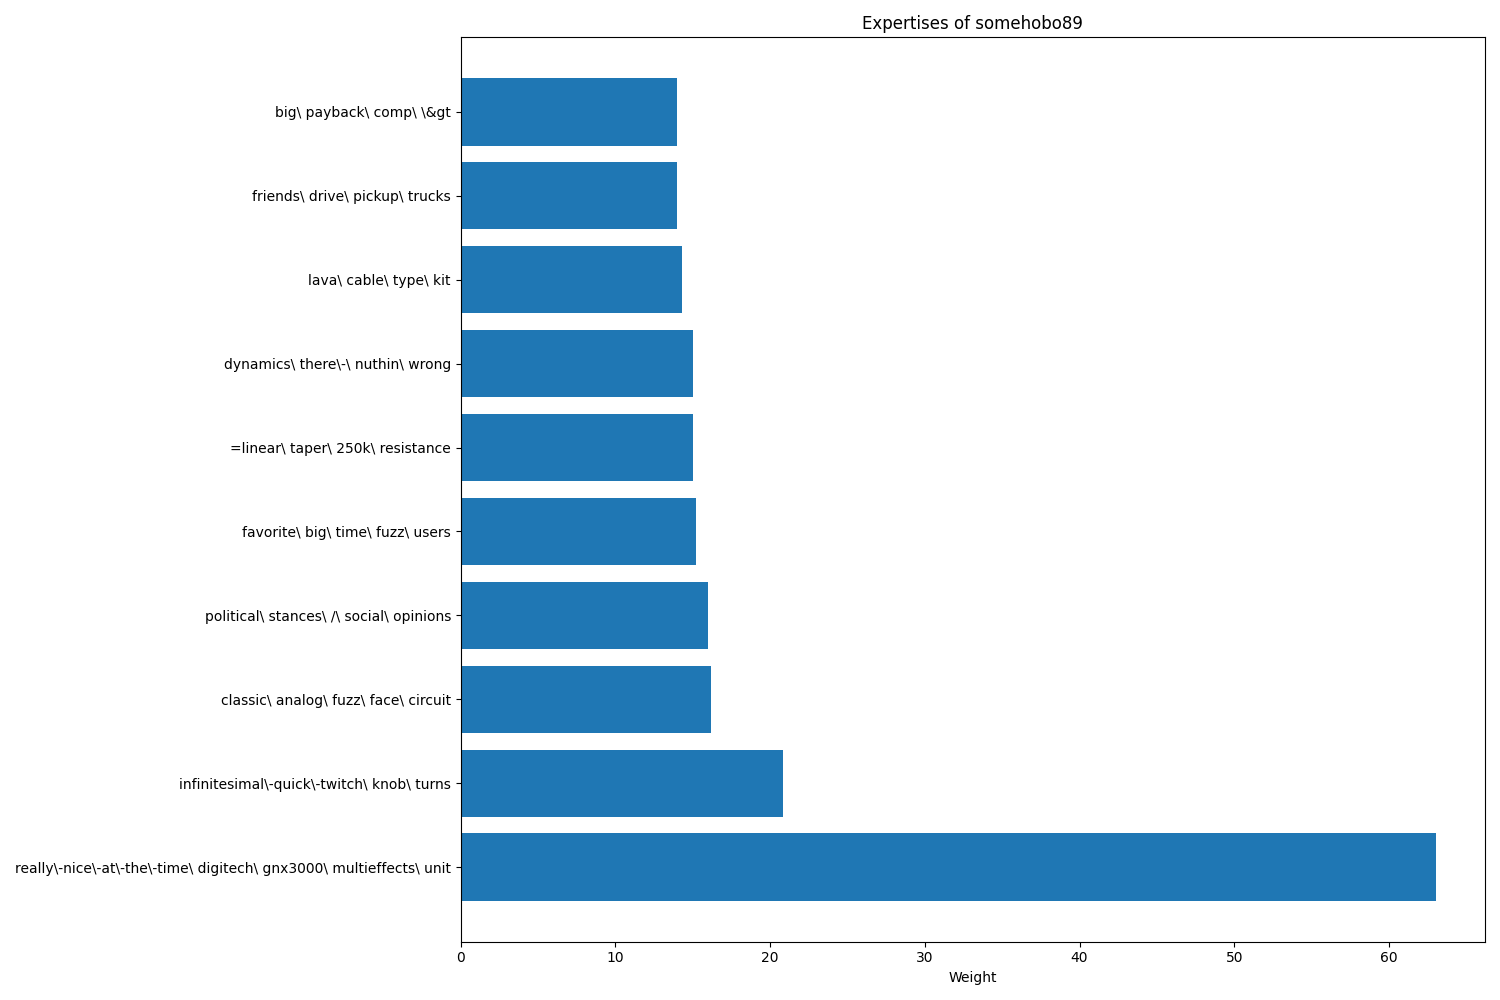 Expertises of somehobo89
big\ payback\ comp\ \&gt
friends\ drive\ pickup\ trucks
lava\ cable\ type\ kit
dynamics\ there\-\ nuthin\ wrong
=linear\ taper\ 250k\ resistance
favorite\ big\ time\ fuzz\ users
political\ stances\ /\ social\ opinions
classic\ analog\ fuzz\ face\ circuit
infinitesimal\-quick\-twitch\ knob\ turns
really\-nice\-at\-the\-time\ digitech\ gnx3000\ multieffects\ unit
0 10 20 30 40 50 60
Weight